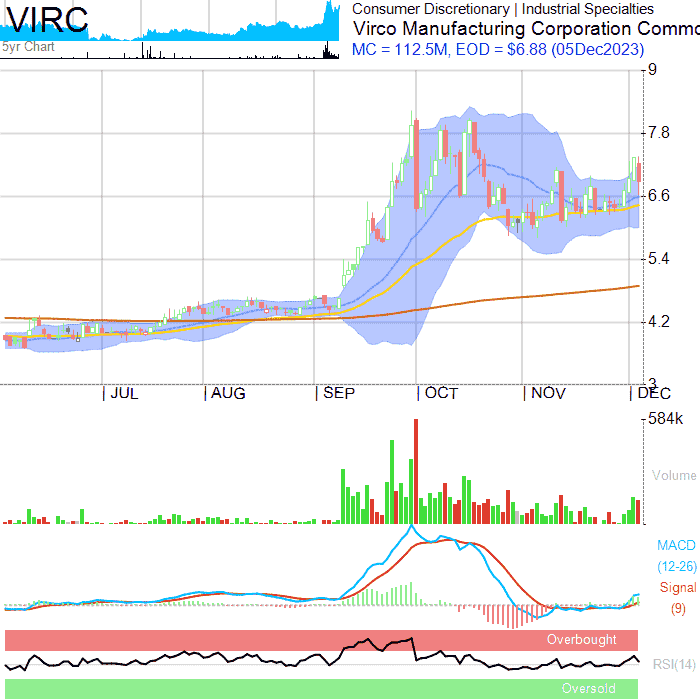 VIRC
5yr Chart
Consumer Discretionary | Industrial Specialties
Virco Manufacturing Corporation Commo
MC = 112.5M, EOD = $6.88 (05Dec2023)
9
7.8
6.6
5.4
4.2
3
JUL
AUG
SEP
OCT
NOV
DEC
584k
Volume
MACD
(12-26)
Signal
(9)
Overbought
RSI(14)
Oversold